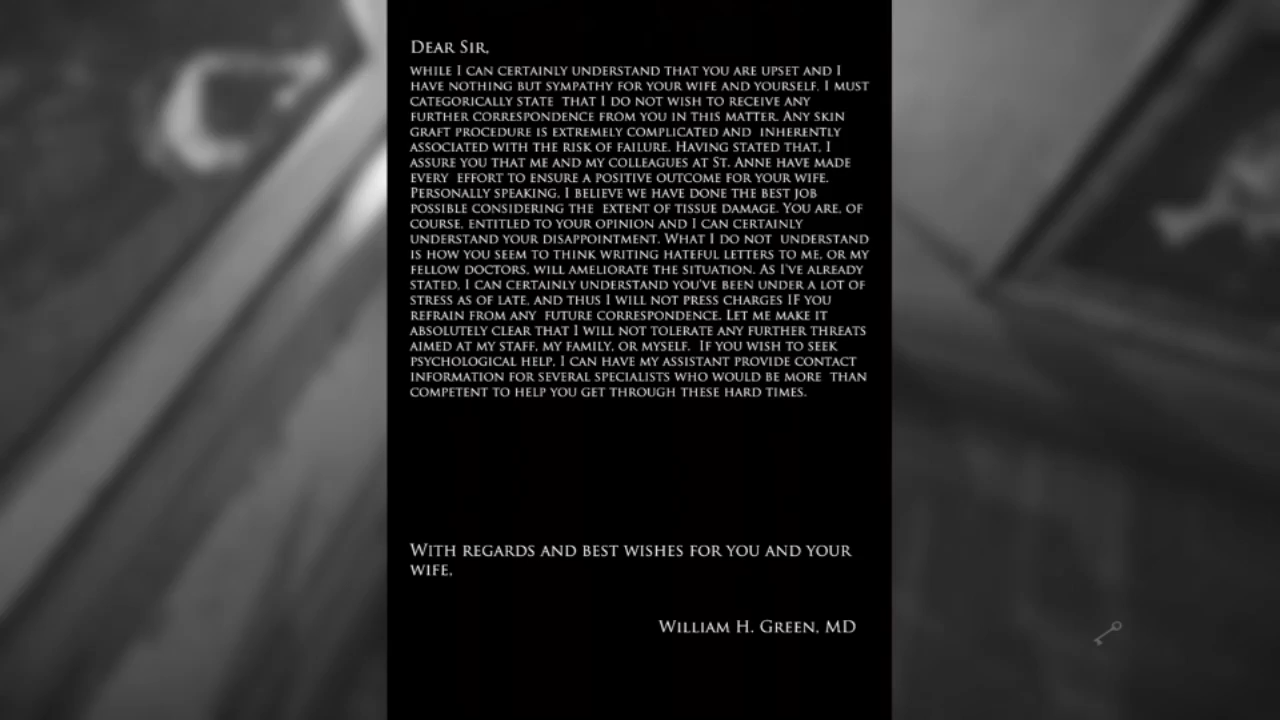 Dear Sir,
while I can certainly understand that you are upset and I
have nothing but sympathy for your wife and yourself, I must
categorically state that I do not wish to receive any
further correspondence from you in this matter. Any skin
graft procedure is extremely complicated and inherently
associated with the risk of failure. Having stated that, I
assure you that me and my colleagues at St. Anne have made
every effort to ensure a positive outcome for your wife.
Personally speaking, I believe we have done the best job
possible considering the extent of tissue damage. You are, of
course, entitled to your opinion and I can certainly
understand your disappointment. What I do not understand
is how you seem to think writing hateful letters to me, or my
fellow doctors, will ameliorate the situation. As I've already
stated, I can certainly understand you've been under a lot of
stress as of late, and thus I will not press charges IF you
refrain from any future correspondence. Let me make it
absolutely clear that I will not tolerate any further threats
aimed at my staff, my family, or myself. If you wish to seek
psychological help, I can have my assistant provide contact
information for several specialists who would be more than
competent to help you get through these hard times.
With regards and best wishes for you and your
wife,
William H. Green, MD